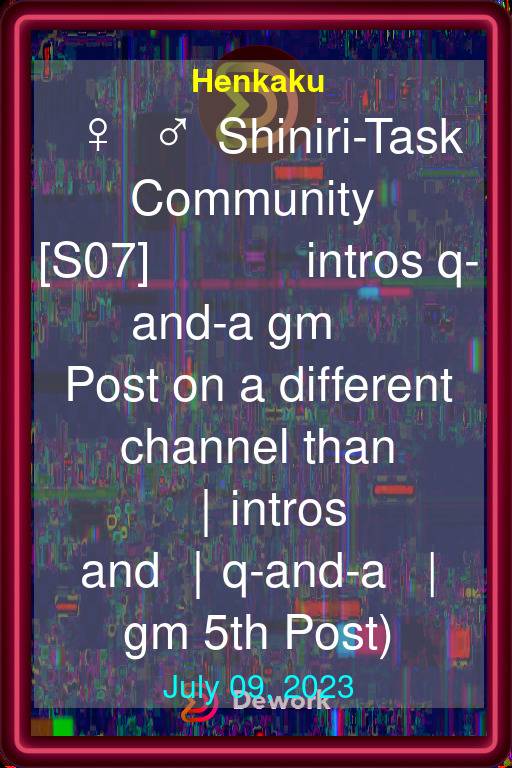 Henkaku
♀ ♂ Shiniri-Task
Community
[S07] intros q-
and-a gm
Post on a different
channel than
| intros
and | q-and-a |
gm 5th Post)
July 09, 2023
Dework